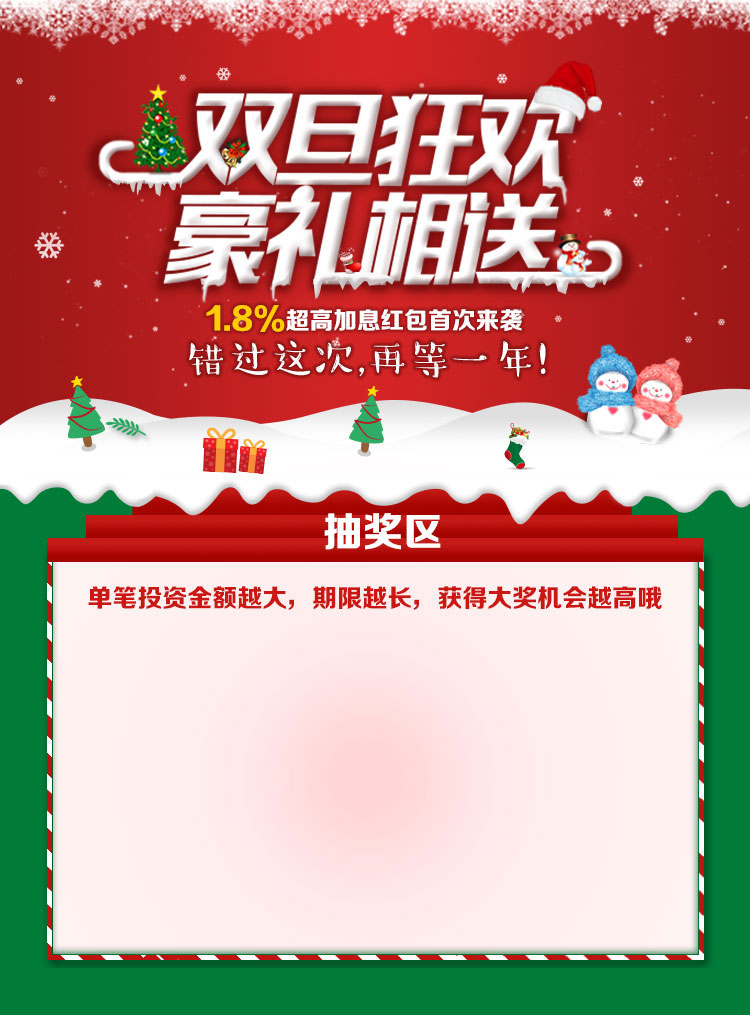 双旦狂欢
豪礼相送
1.8%超高加息红包首次来袭
错过这次,再等一年!
抽奖区
单笔投资金额越大，期限越长，获得大奖机会越高哦